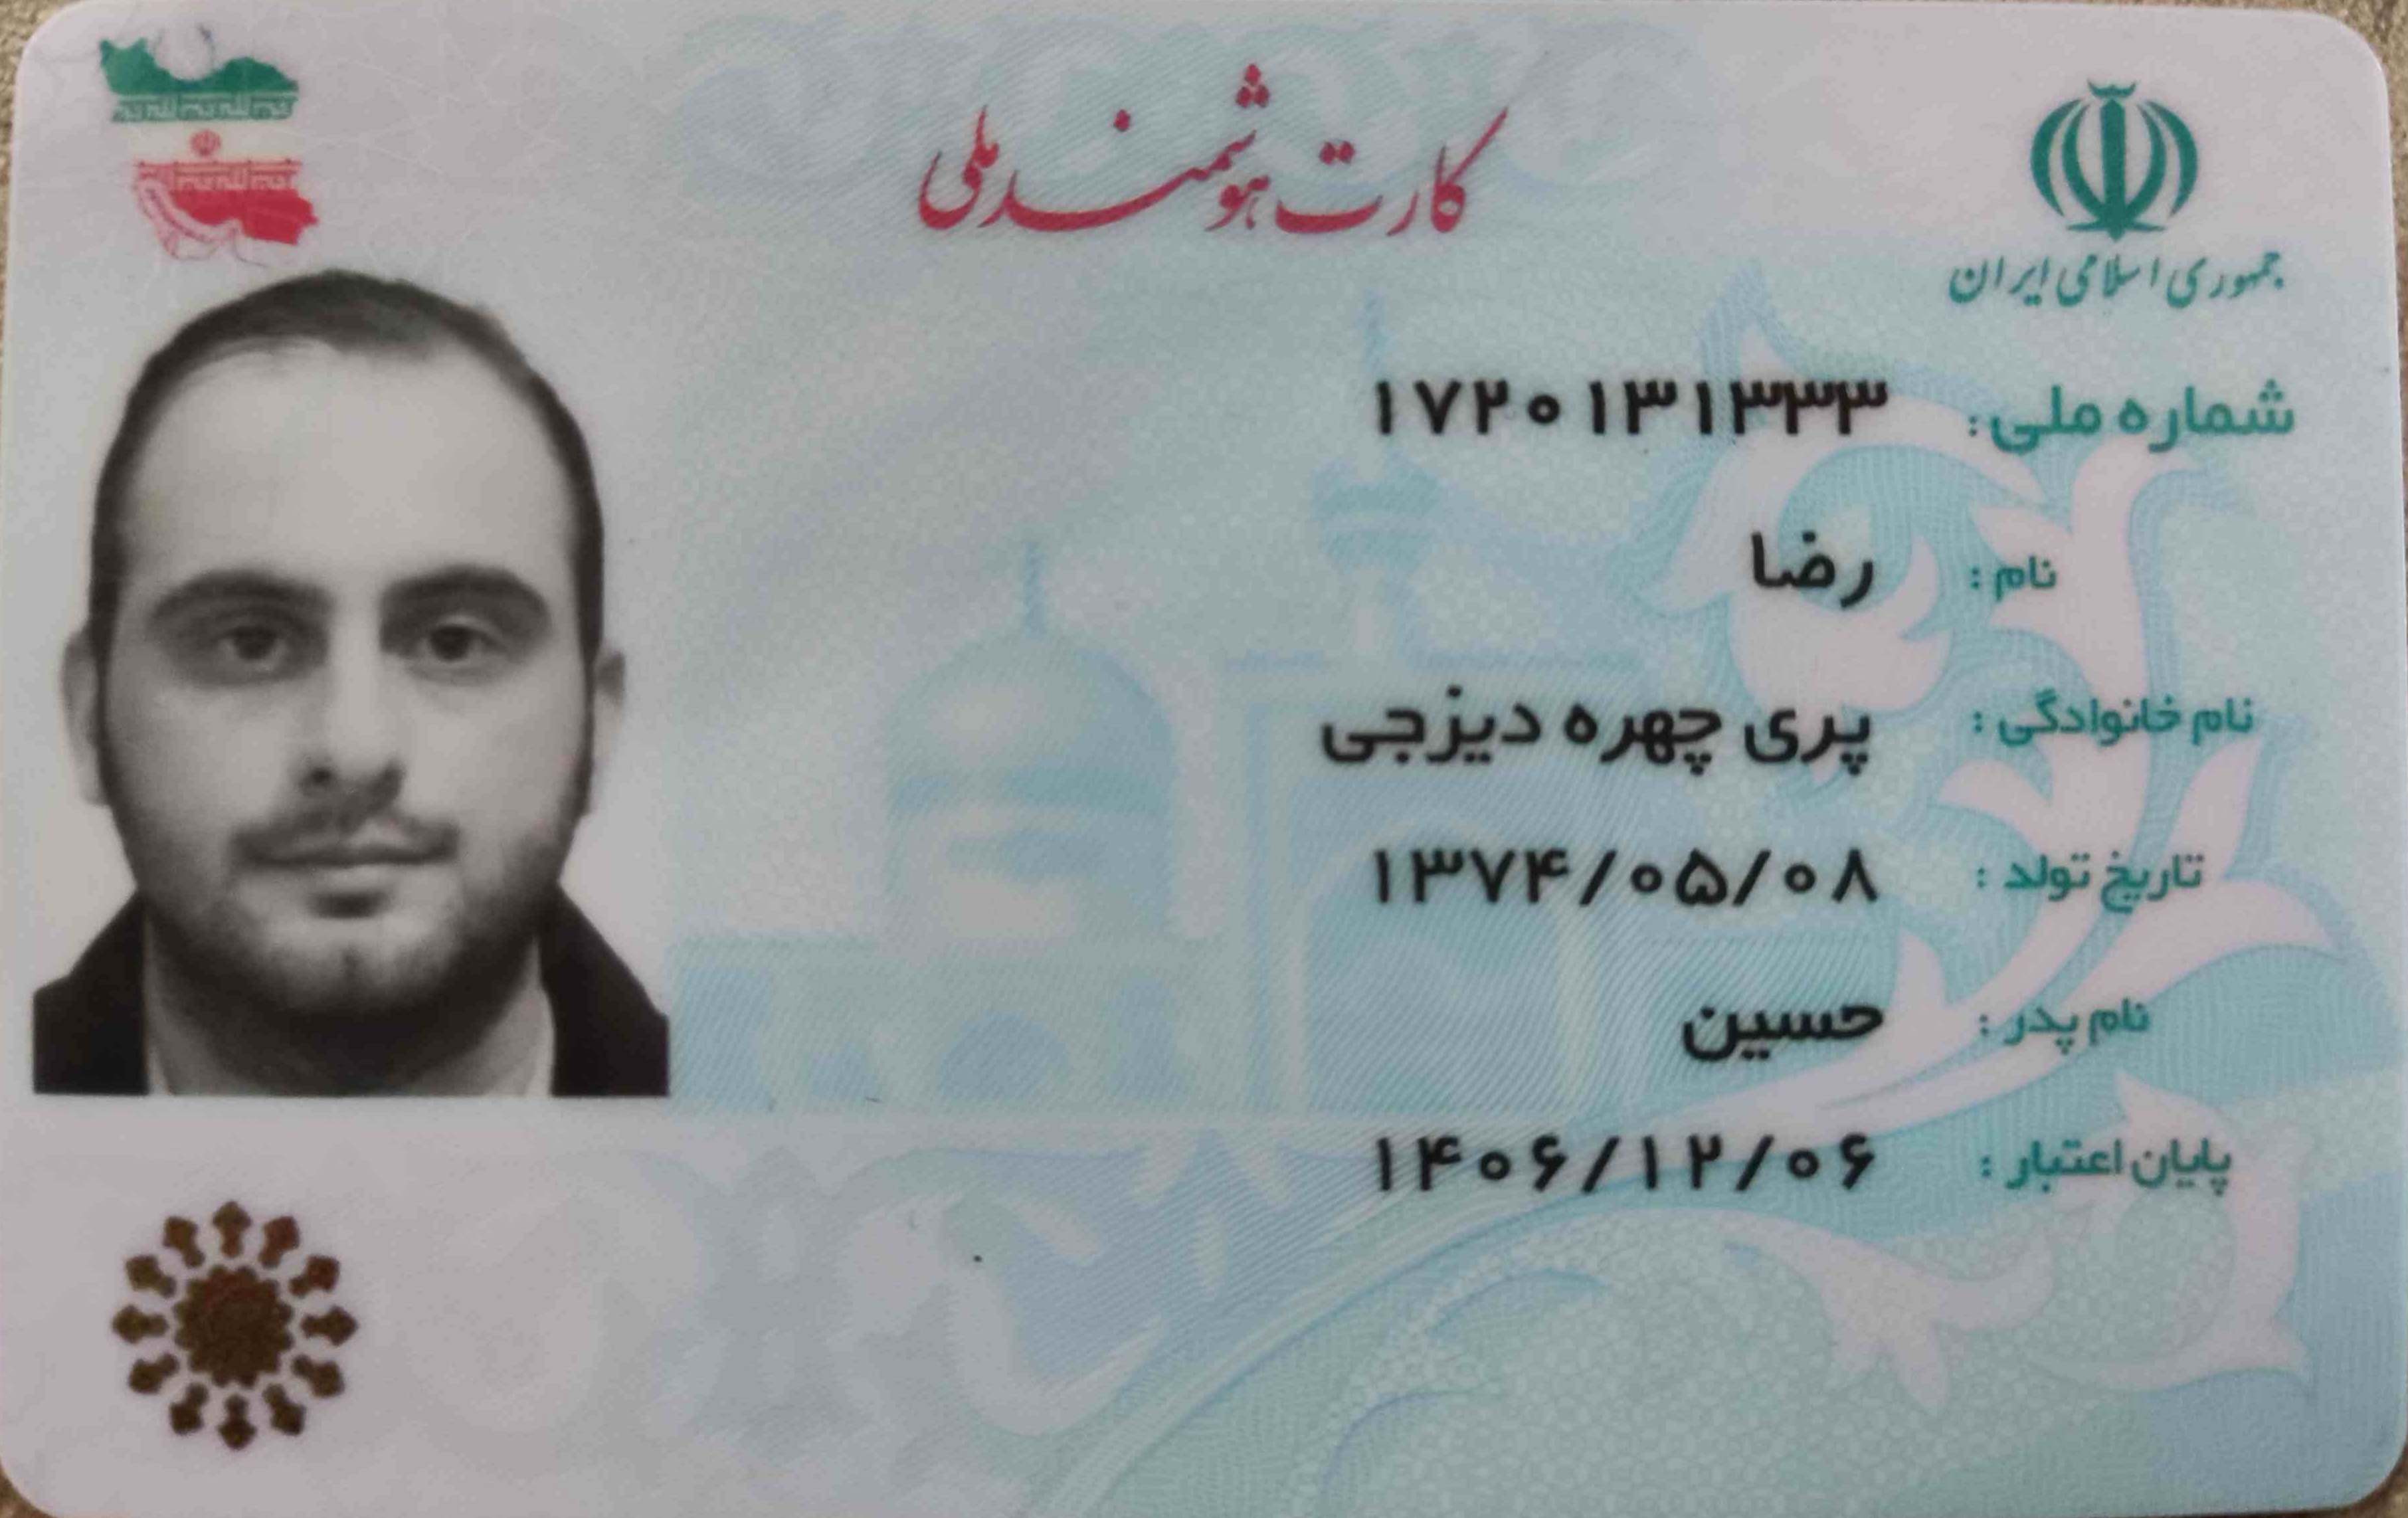 جمهوری اسلامی ایران
کارت هوشمند ملی
شماره ملی: ۱۷۲۰۱۳۱۳۳۳
نام: رضا
نام خانوادگی: پری چهره دیزجی
تاریخ تولد: ۱۳۷۴/۰۵/۰۸
نام پدر: حسین
پایان اعتبار: ۱۴۰۶/۱۲/۰۶